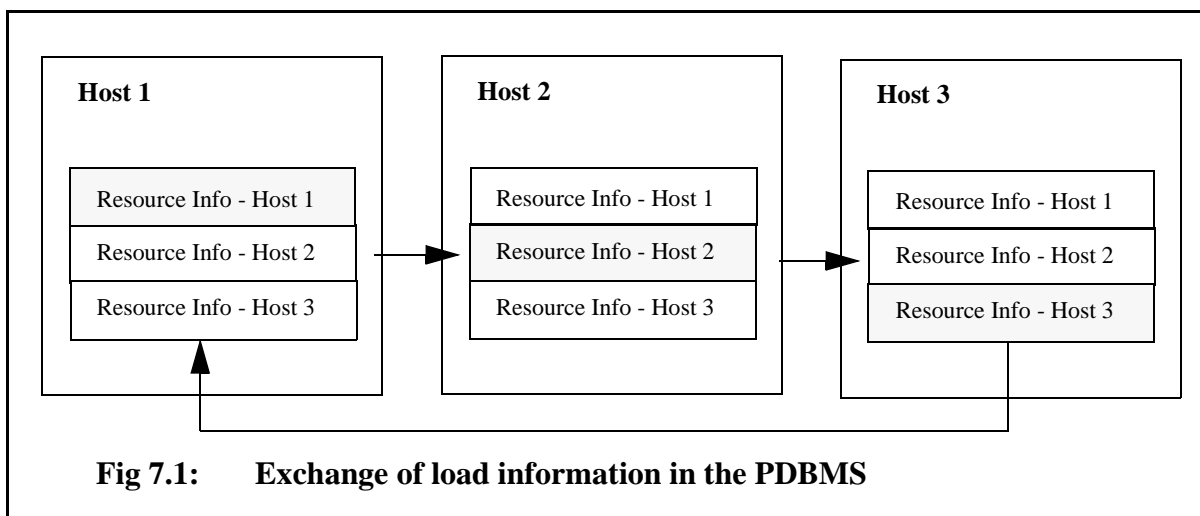 Host 1
Resource Info - Host 1
Resource Info - Host 2
Resource Info - Host 3
Host 2
Resource Info - Host 1
Resource Info - Host 2
Resource Info - Host 3
Host 3
Resource Info - Host 1
Resource Info - Host 2
Resource Info - Host 3
Fig 7.1: Exchange of load information in the PDBMS